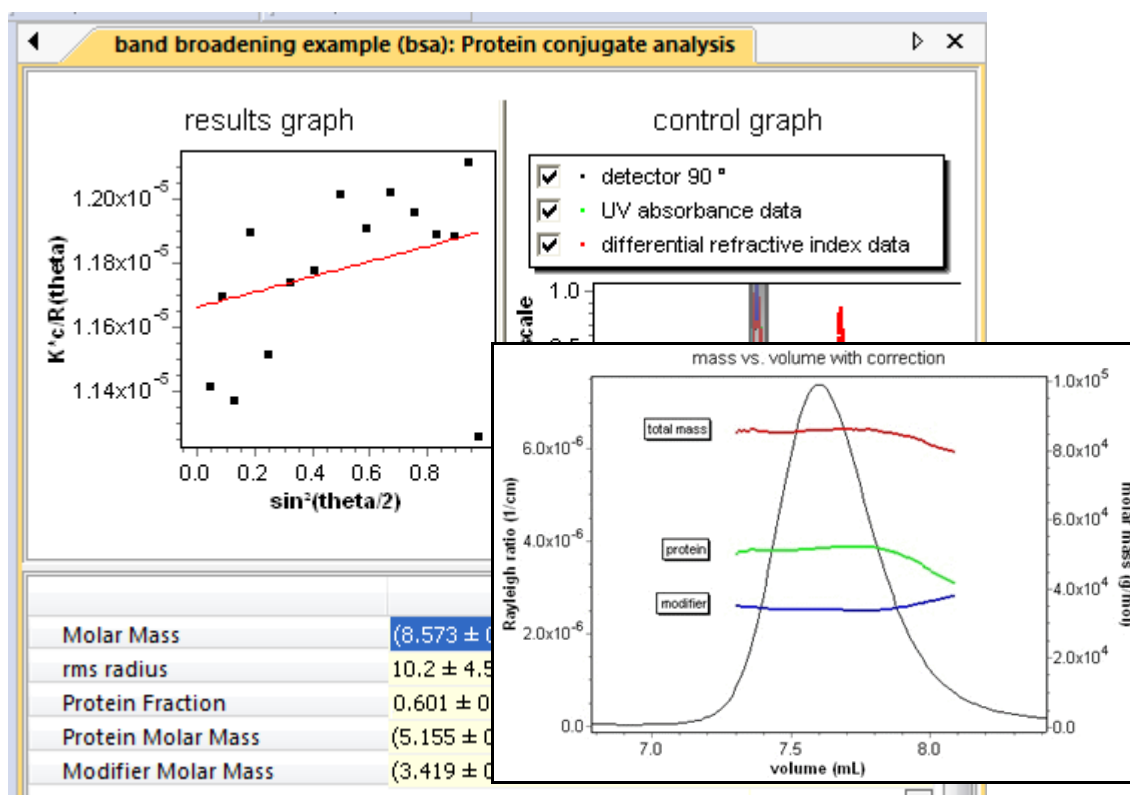 band broadening example (bsa): Protein conjugate analysis
results graph
1.20x10⁻⁵
1.18x10⁻⁵
1.16x10⁻⁵
1.14x10⁻⁵
K*c/R(theta)
0.0 0.2 0.4 0.6 0.8
sin²(theta/2)
control graph
detector 90 °
UV absorbance data
differential refractive index data
1.0
scale
mass vs. volume with correction
total mass
protein
modifier
Rayleigh ratio (1/cm)
6.0x10⁻⁶
4.0x10⁻⁶
2.0x10⁻⁶
0.0
1.0x10⁵
8.0x10⁴
6.0x10⁴
4.0x10⁴
2.0x10⁴
0.0
molar mass (g/mol)
7.0 7.5 8.0
volume (mL)
Molar Mass (8.573 ±
rms radius 10.2 ± 4.5
Protein Fraction 0.601 ± 0
Protein Molar Mass (5.155 ±
Modifier Molar Mass (3.419 ±